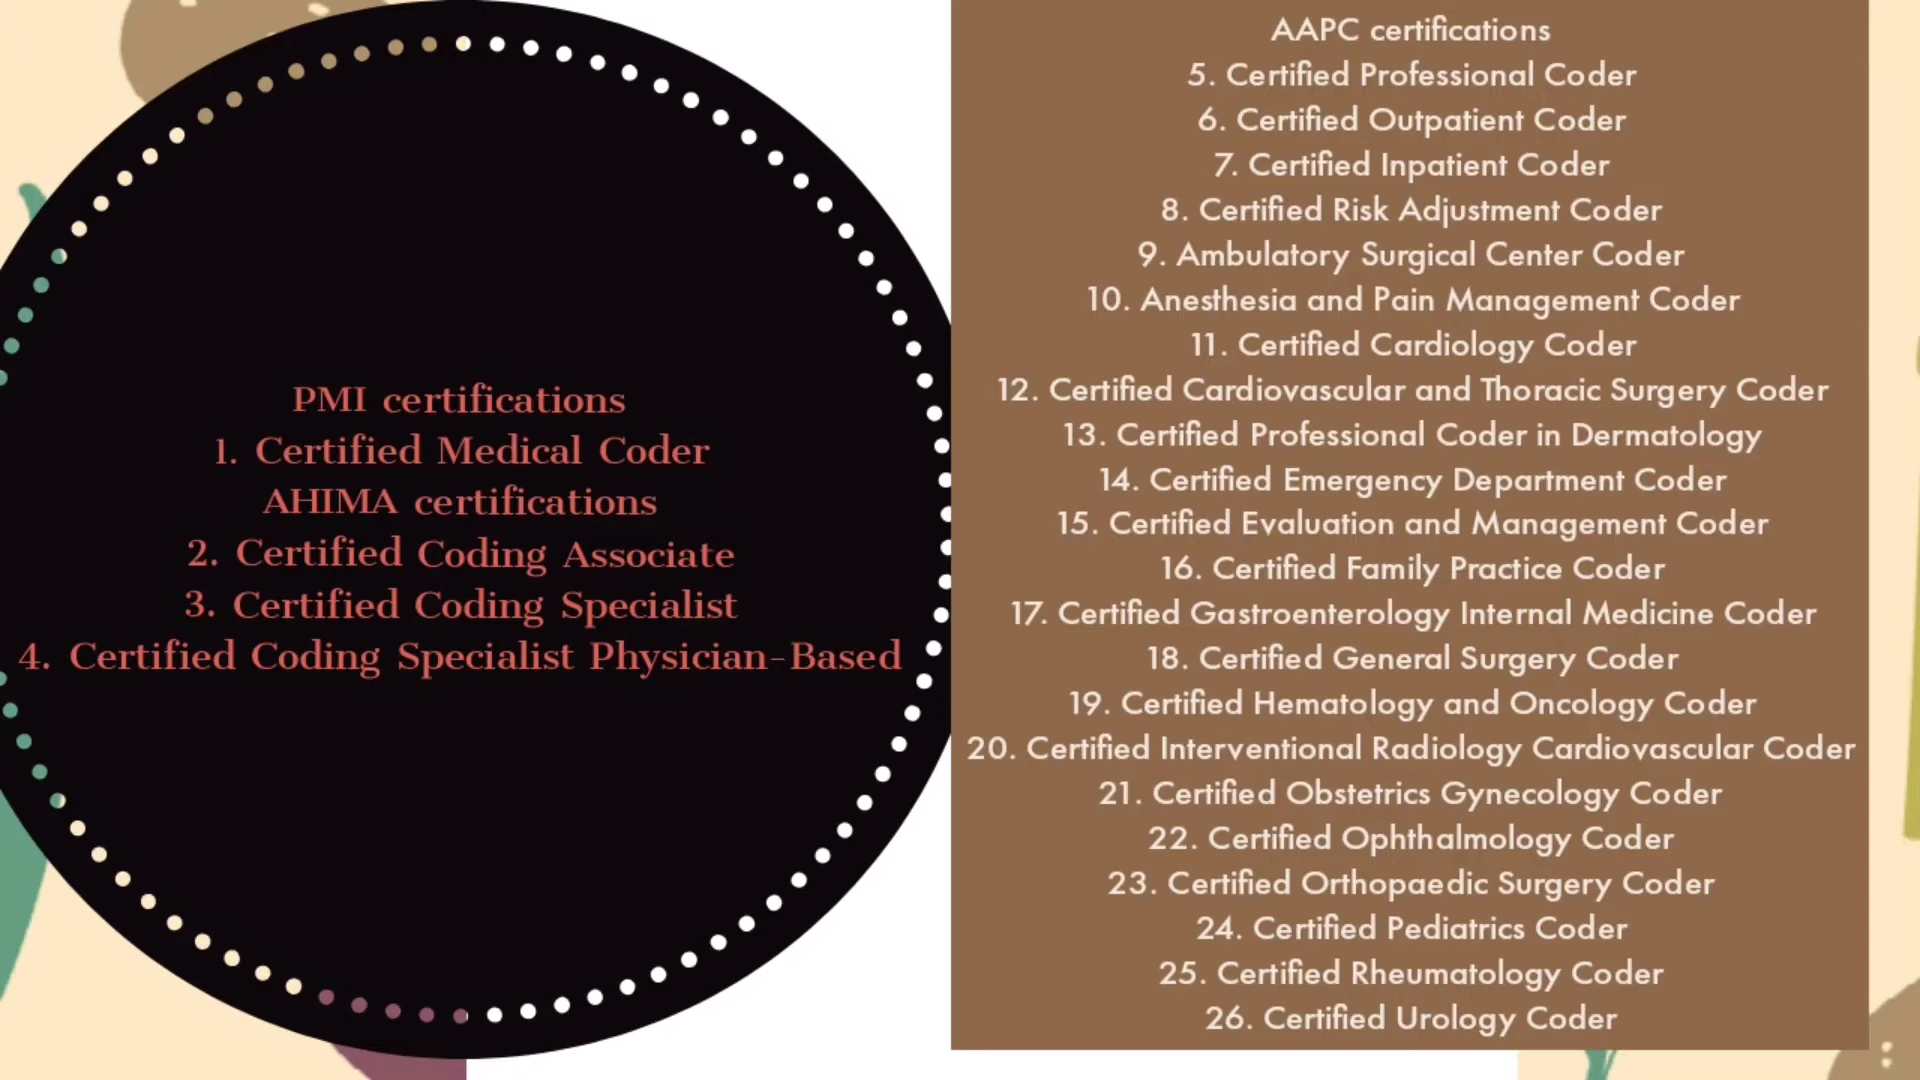 PMI certifications
1. Certified Medical Coder
AHIMA certifications
2. Certified Coding Associate
3. Certified Coding Specialist
4. Certified Coding Specialist Physician-Based
AAPC certifications
5. Certified Professional Coder
6. Certified Outpatient Coder
7. Certified Inpatient Coder
8. Certified Risk Adjustment Coder
9. Ambulatory Surgical Center Coder
10. Anesthesia and Pain Management Coder
11. Certified Cardiology Coder
12. Certified Cardiovascular and Thoracic Surgery Coder
13. Certified Professional Coder in Dermatology
14. Certified Emergency Department Coder
15. Certified Evaluation and Management Coder
16. Certified Family Practice Coder
17. Certified Gastroenterology Internal Medicine Coder
18. Certified General Surgery Coder
19. Certified Hematology and Oncology Coder
20. Certified Interventional Radiology Cardiovascular Coder
21. Certified Obstetrics Gynecology Coder
22. Certified Ophthalmology Coder
23. Certified Orthopaedic Surgery Coder
24. Certified Pediatrics Coder
25. Certified Rheumatology Coder
26. Certified Urology Coder